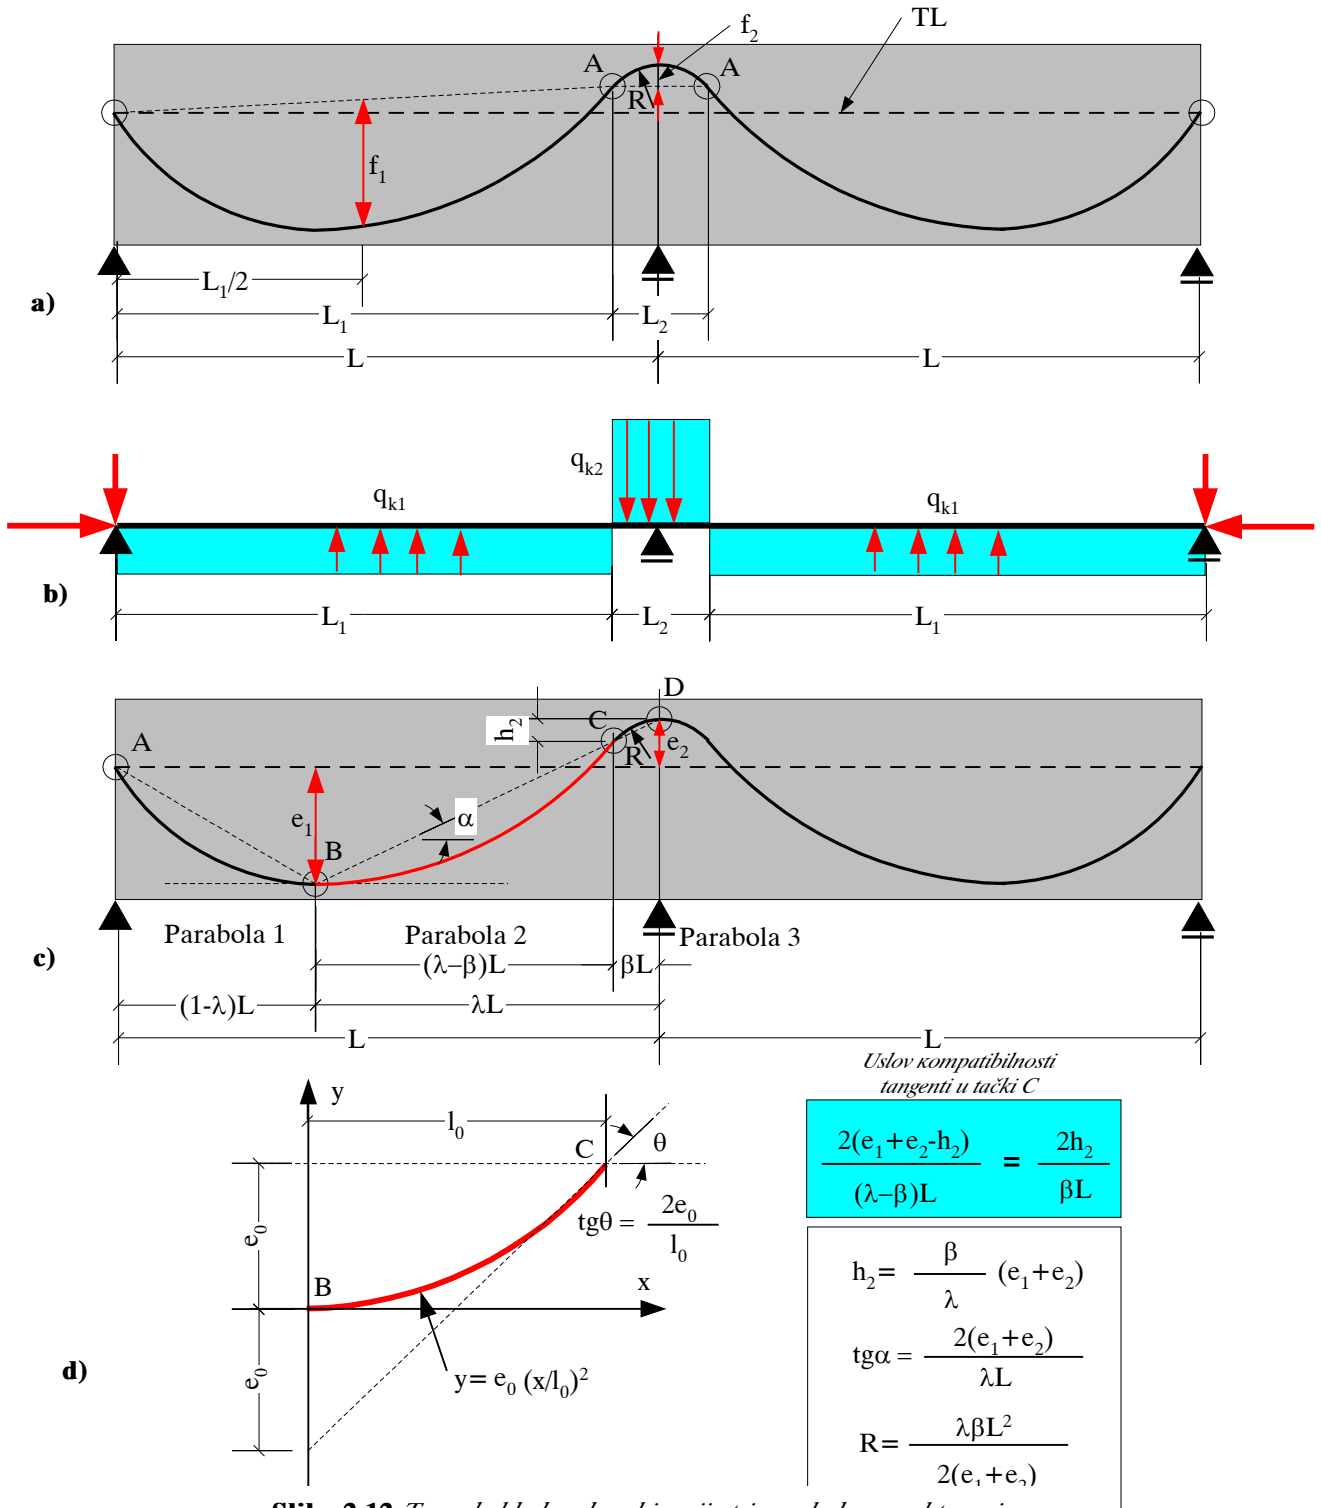 f2
TL
A
A
R
f1
L1/2
a)
L1
L2
L
L
qk2
qk1
qk1
b)
L1
L2
L1
D
C
h2
e2
R
A
e1
α
B
Parabola 1
Parabola 2
Parabola 3
c)
(λ–β)L
βL
(1-λ)L
λL
L
L
Uslov kompatibilnosti
tangenti u tački C
y
l0
C
θ
2(e1+e2-h2)
(λ–β)L
=
2h2
βL
e0
tgθ = 2e0
l0
B
x
h2= β (e1+e2)
λ
e0
d)
y= e0 (x/l0)2
tgα = 2(e1+e2)
λL
R= λβL2
2(e1+e2)